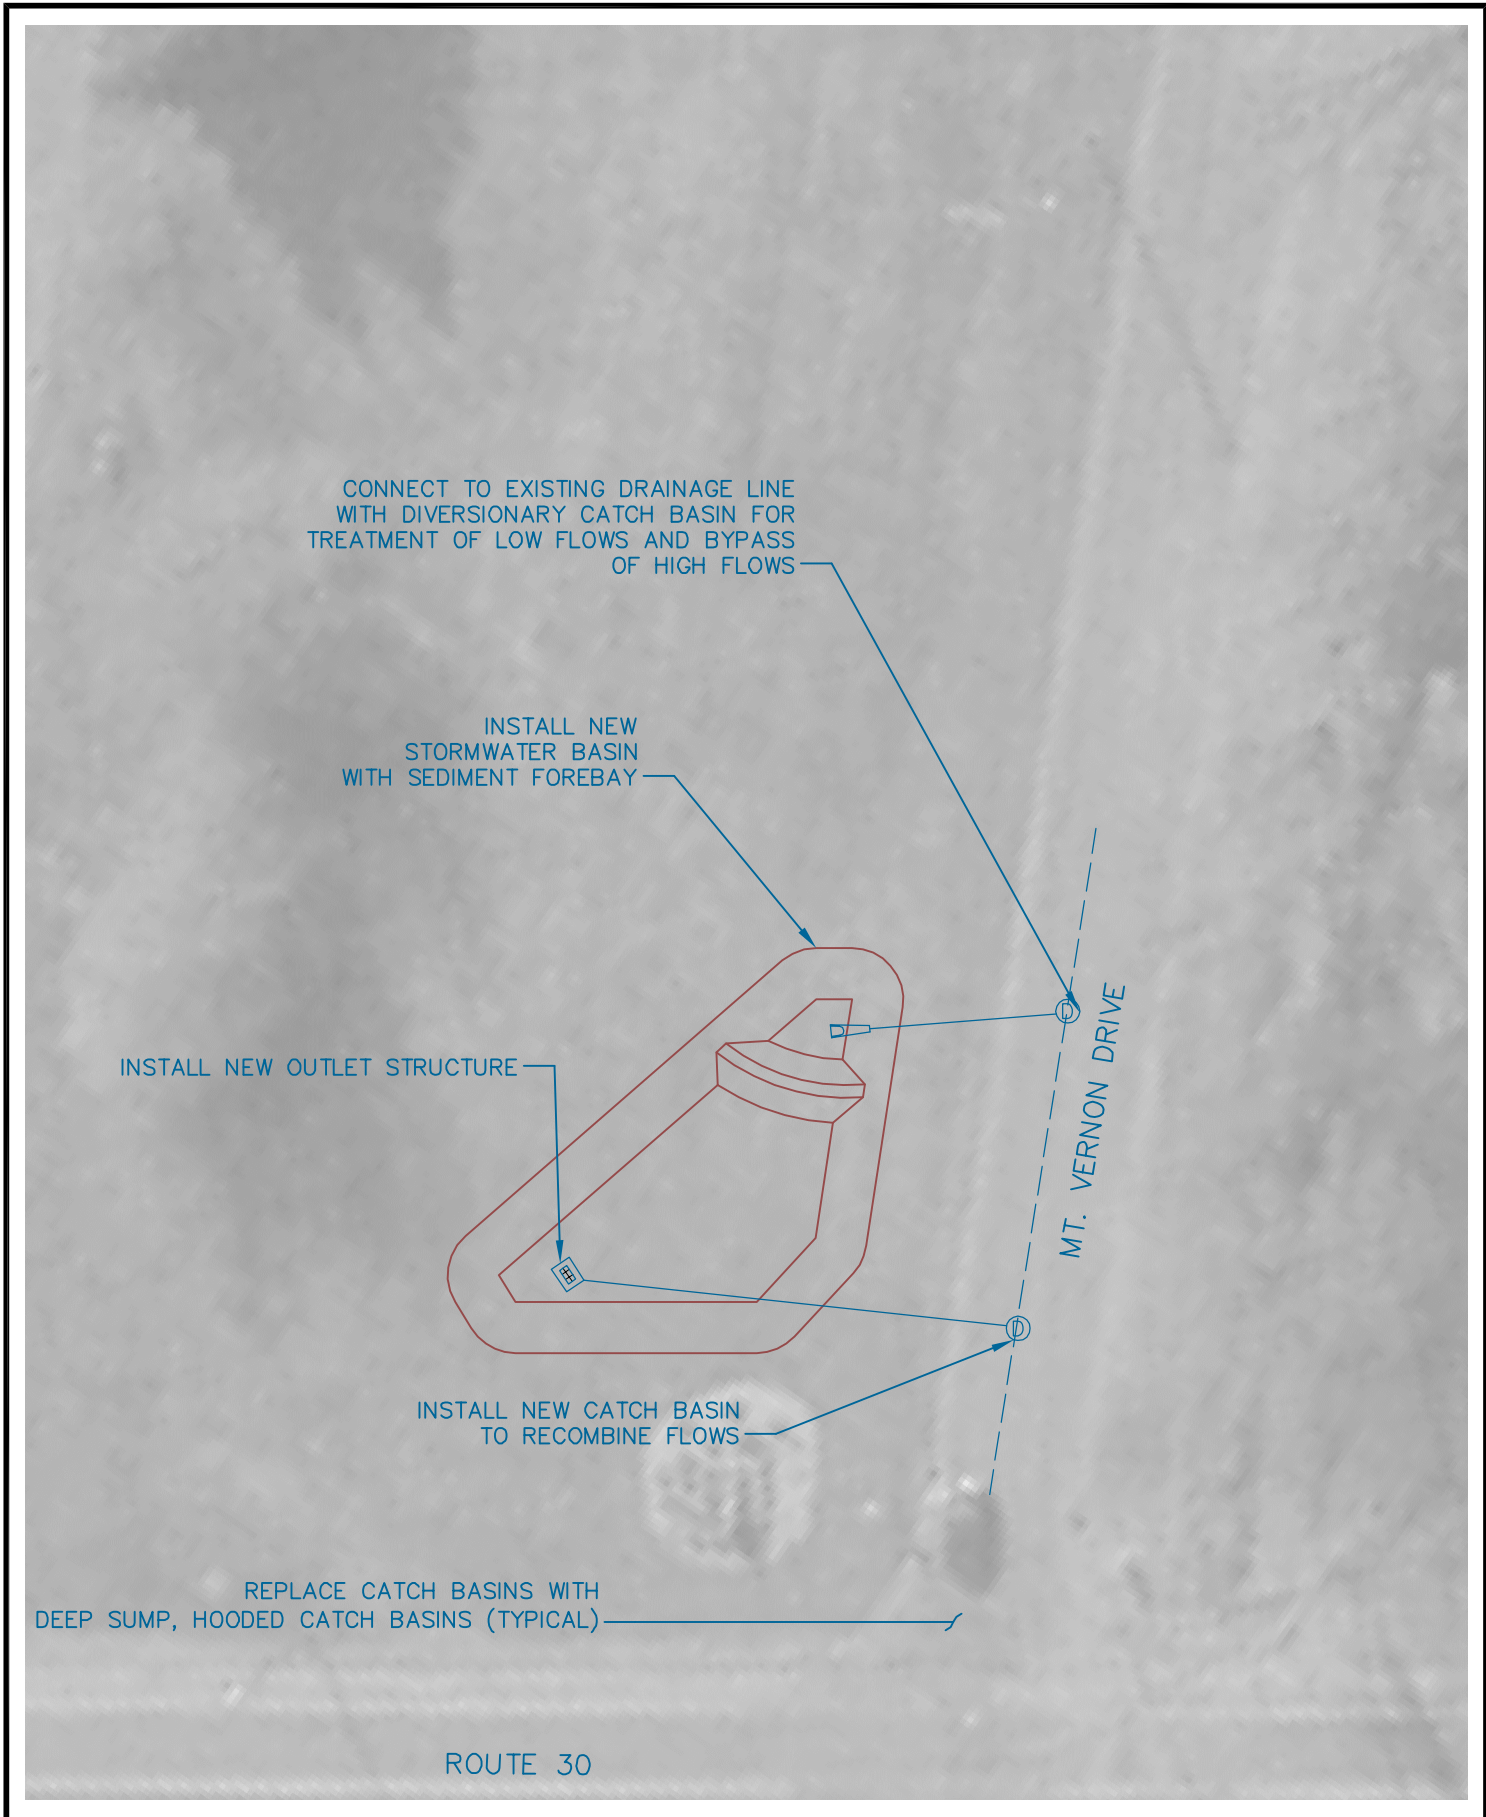 CONNECT TO EXISTING DRAINAGE LINE
WITH DIVERSIONARY CATCH BASIN FOR
TREATMENT OF LOW FLOWS AND BYPASS
OF HIGH FLOWS
INSTALL NEW
STORMWATER BASIN
WITH SEDIMENT FOREBAY
D
D
MT. VERNON DRIVE
INSTALL NEW OUTLET STRUCTURE
D
INSTALL NEW CATCH BASIN
TO RECOMBINE FLOWS
REPLACE CATCH BASINS WITH
DEEP SUMP, HOODED CATCH BASINS (TYPICAL)
ROUTE 30